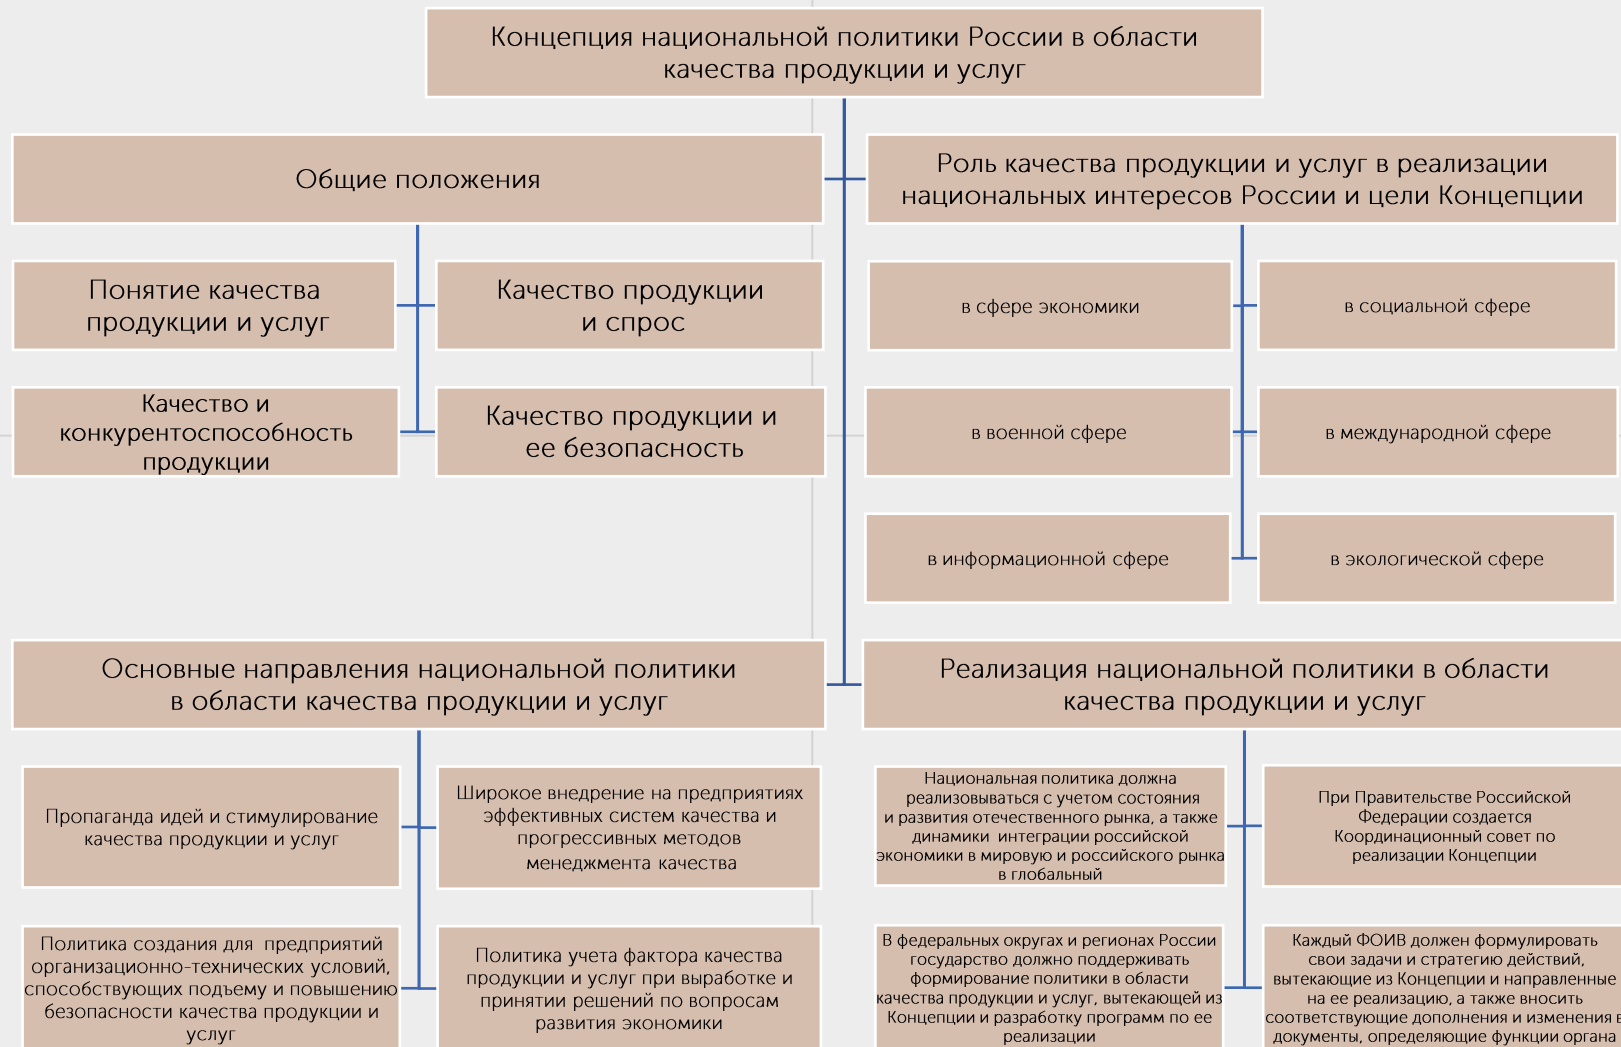 Концепция национальной политики России в области
качества продукции и услуг
Общие положения
Роль качества продукции и услуг в реализации
национальных интересов России и цели Концепции
Понятие качества
продукции и услуг
Качество продукции
и спрос
в сфере экономики
в социальной сфере
Качество и
конкурентоспособность
продукции
Качество продукции и
ее безопасность
в военной сфере
в международной сфере
в информационной сфере
в экологической сфере
Основные направления национальной политики
в области качества продукции и услуг
Реализация национальной политики в области
качества продукции и услуг
Пропаганда идей и стимулирование
качества продукции и услуг
Широкое внедрение на предприятиях
эффективных систем качества и
прогрессивных методов
менеджмента качества
Национальная политика должна
реализовываться с учетом состояния
и развития отечественного рынка, а также
динамики интеграции российской
экономики в мировую и российского рынка
в глобальный
При Правительстве Российской
Федерации создается
Координационный совет по
реализации Концепции
Политика создания для предприятий
организационно-технических условий,
способствующих подъему и повышению
безопасности качества продукции и
услуг
Политика учета фактора качества
продукции и услуг при выработке и
принятии решений по вопросам
развития экономики
В федеральных округах и регионах России
государство должно поддерживать
формирование политики в области
качества продукции и услуг, вытекающей из
Концепции и разработку программ по ее
реализации
Каждый ФОИВ должен формулировать
свои задачи и стратегию действий,
вытекающие из Концепции и направленные
на ее реализацию, а также вносить
соответствующие дополнения и изменения в
документы, определяющие функции органа